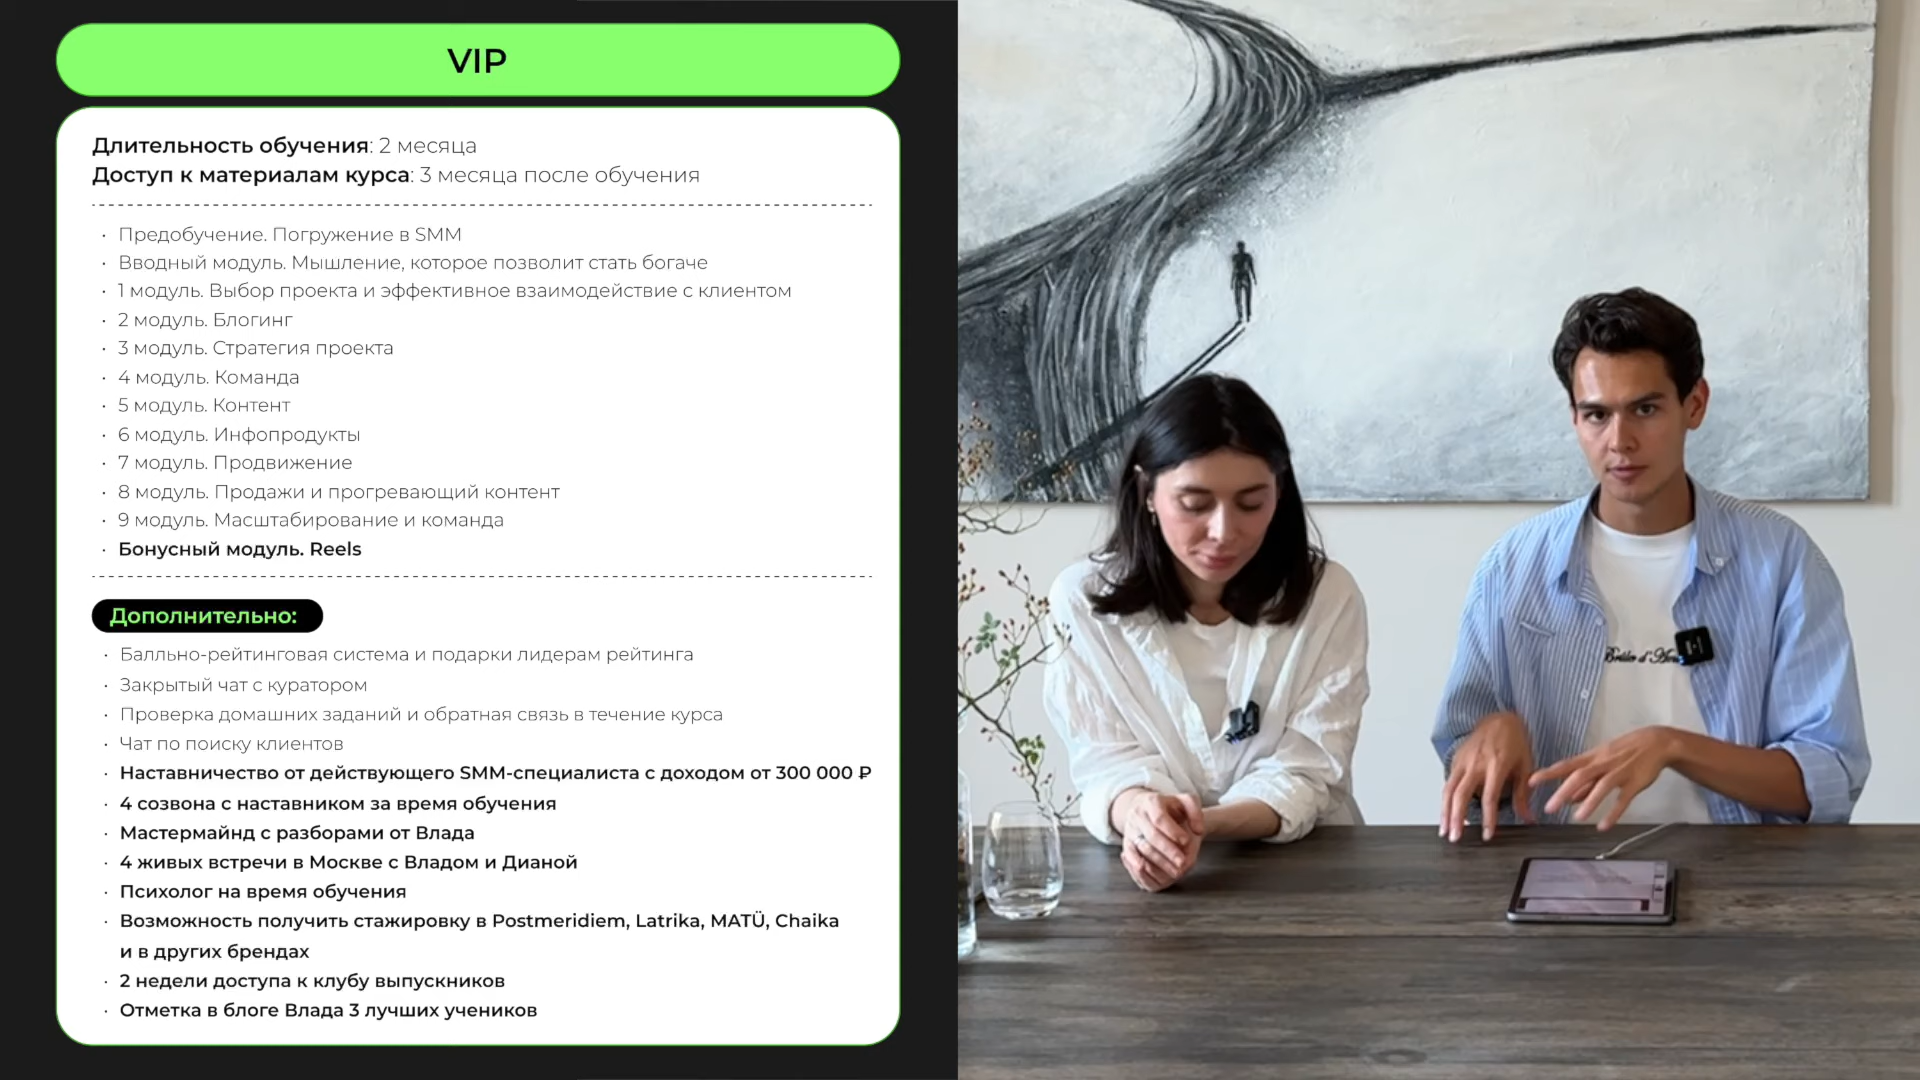 VIP
Длительность обучения: 2 месяца
Доступ к материалам курса: 3 месяца после обучения
· Предобучение. Погружение в SMM
· Вводный модуль. Мышление, которое позволит стать богаче
· 1 модуль. Выбор проекта и эффективное взаимодействие с клиентом
· 2 модуль. Блогинг
· 3 модуль. Стратегия проекта
· 4 модуль. Команда
· 5 модуль. Контент
· 6 модуль. Инфопродукты
· 7 модуль. Продвижение
· 8 модуль. Продажи и прогревающий контент
· 9 модуль. Масштабирование и команда
· Бонусный модуль. Reels
Дополнительно:
· Балльно-рейтинговая система и подарки лидерам рейтинга
· Закрытый чат с куратором
· Проверка домашних заданий и обратная связь в течение курса
· Чат по поиску клиентов
· Наставничество от действующего SMM-специалиста с доходом от 300 000 ₽
· 4 созвона с наставником за время обучения
· Мастермайнд с разборами от Влада
· 4 живых встречи в Москве с Владом и Дианой
· Психолог на время обучения
· Возможность получить стажировку в Postmeridiem, Latrika, MATÜ, Chaika
и в других брендах
· 2 недели доступа к клубу выпускников
· Отметка в блоге Влада 3 лучших учеников